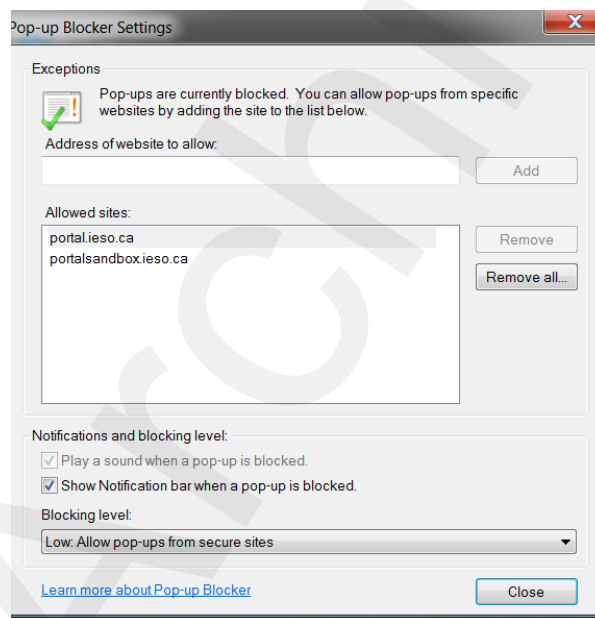 Pop-up Blocker Settings
Exceptions
Pop-ups are currently blocked. You can allow pop-ups from specific
websites by adding the site to the list below.
Address of website to allow:
Add
Allowed sites:
portal.ieso.ca
Remove
portalsandbox.ieso.ca
Remove all...
Notifications and blocking level:
Play a sound when a pop-up is blocked.
Show Notification bar when a pop-up is blocked.
Blocking level:
Low: Allow pop-ups from secure sites
Learn more about Pop-up Blocker
Close